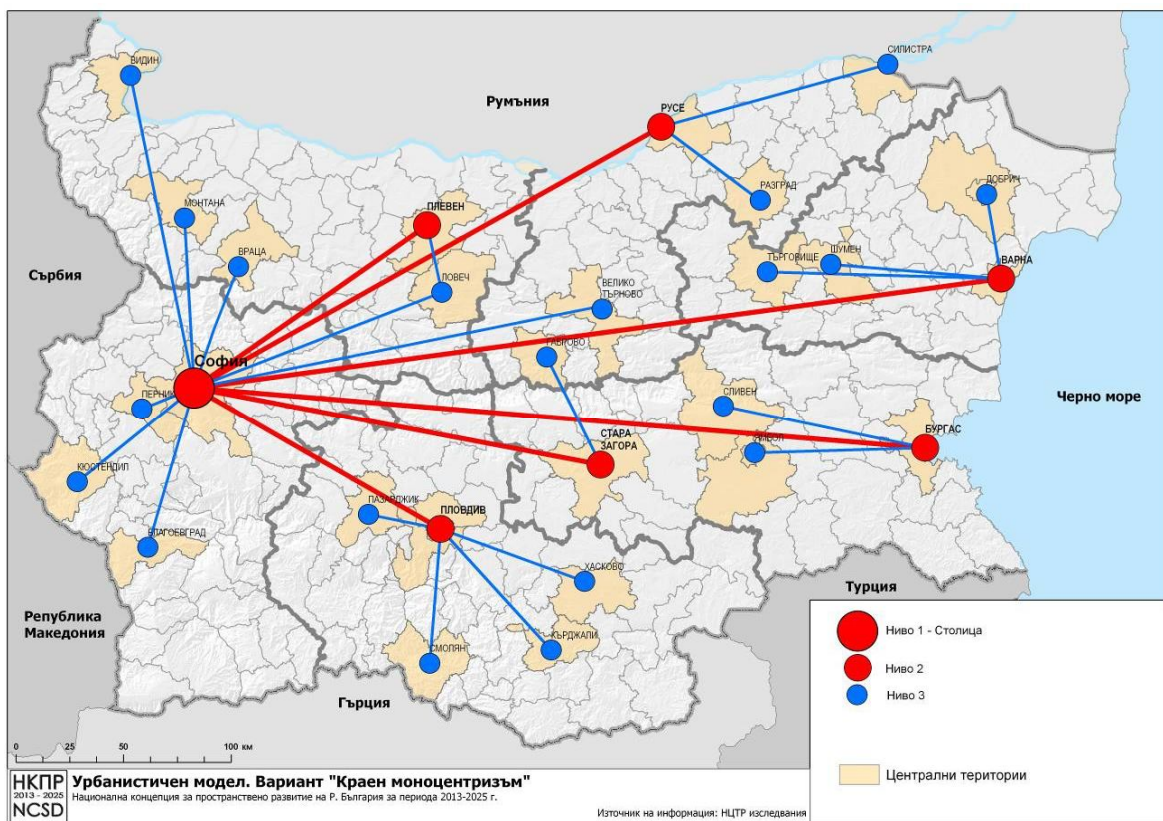 ВИДИН
СИЛИСТРА
Румъния
РУСЕ
РАЗГРАД
ДОБРИЧ
МОНТАНА
ПЛЕВЕН
ВРАЦА
ШУМЕН
ТЪРГОВИЩЕ
ВАРНА
Сърбия
ЛОВЕЧ
ВЕЛИКО
ТЪРНОВО
ГАБРОВО
София
ПЕРНИК
СЛИВЕН
Черно море
СТАРА
ЗАГОРА
ЯМБОЛ
БУРГАС
КЮСТЕНДИЛ
ПАЗАРДЖИК
ПЛОВДИВ
БЛАГОЕВГРАД
ХАСКОВО
Турция
Република
Македония
КЪРДЖАЛИ
СМОЛЯН
Гърция
Ниво 1 - Столица
Ниво 2
Ниво 3
Централни територии
0 25 50 100 км
НКПР
2013 - 2025
NCSD
Урбанистичен модел. Вариант "Краен моноцентризъм"
Национална концепция за пространствено развитие на Р. България за периода 2013-2025 г.
Източник на информация: НЦТР изследвания